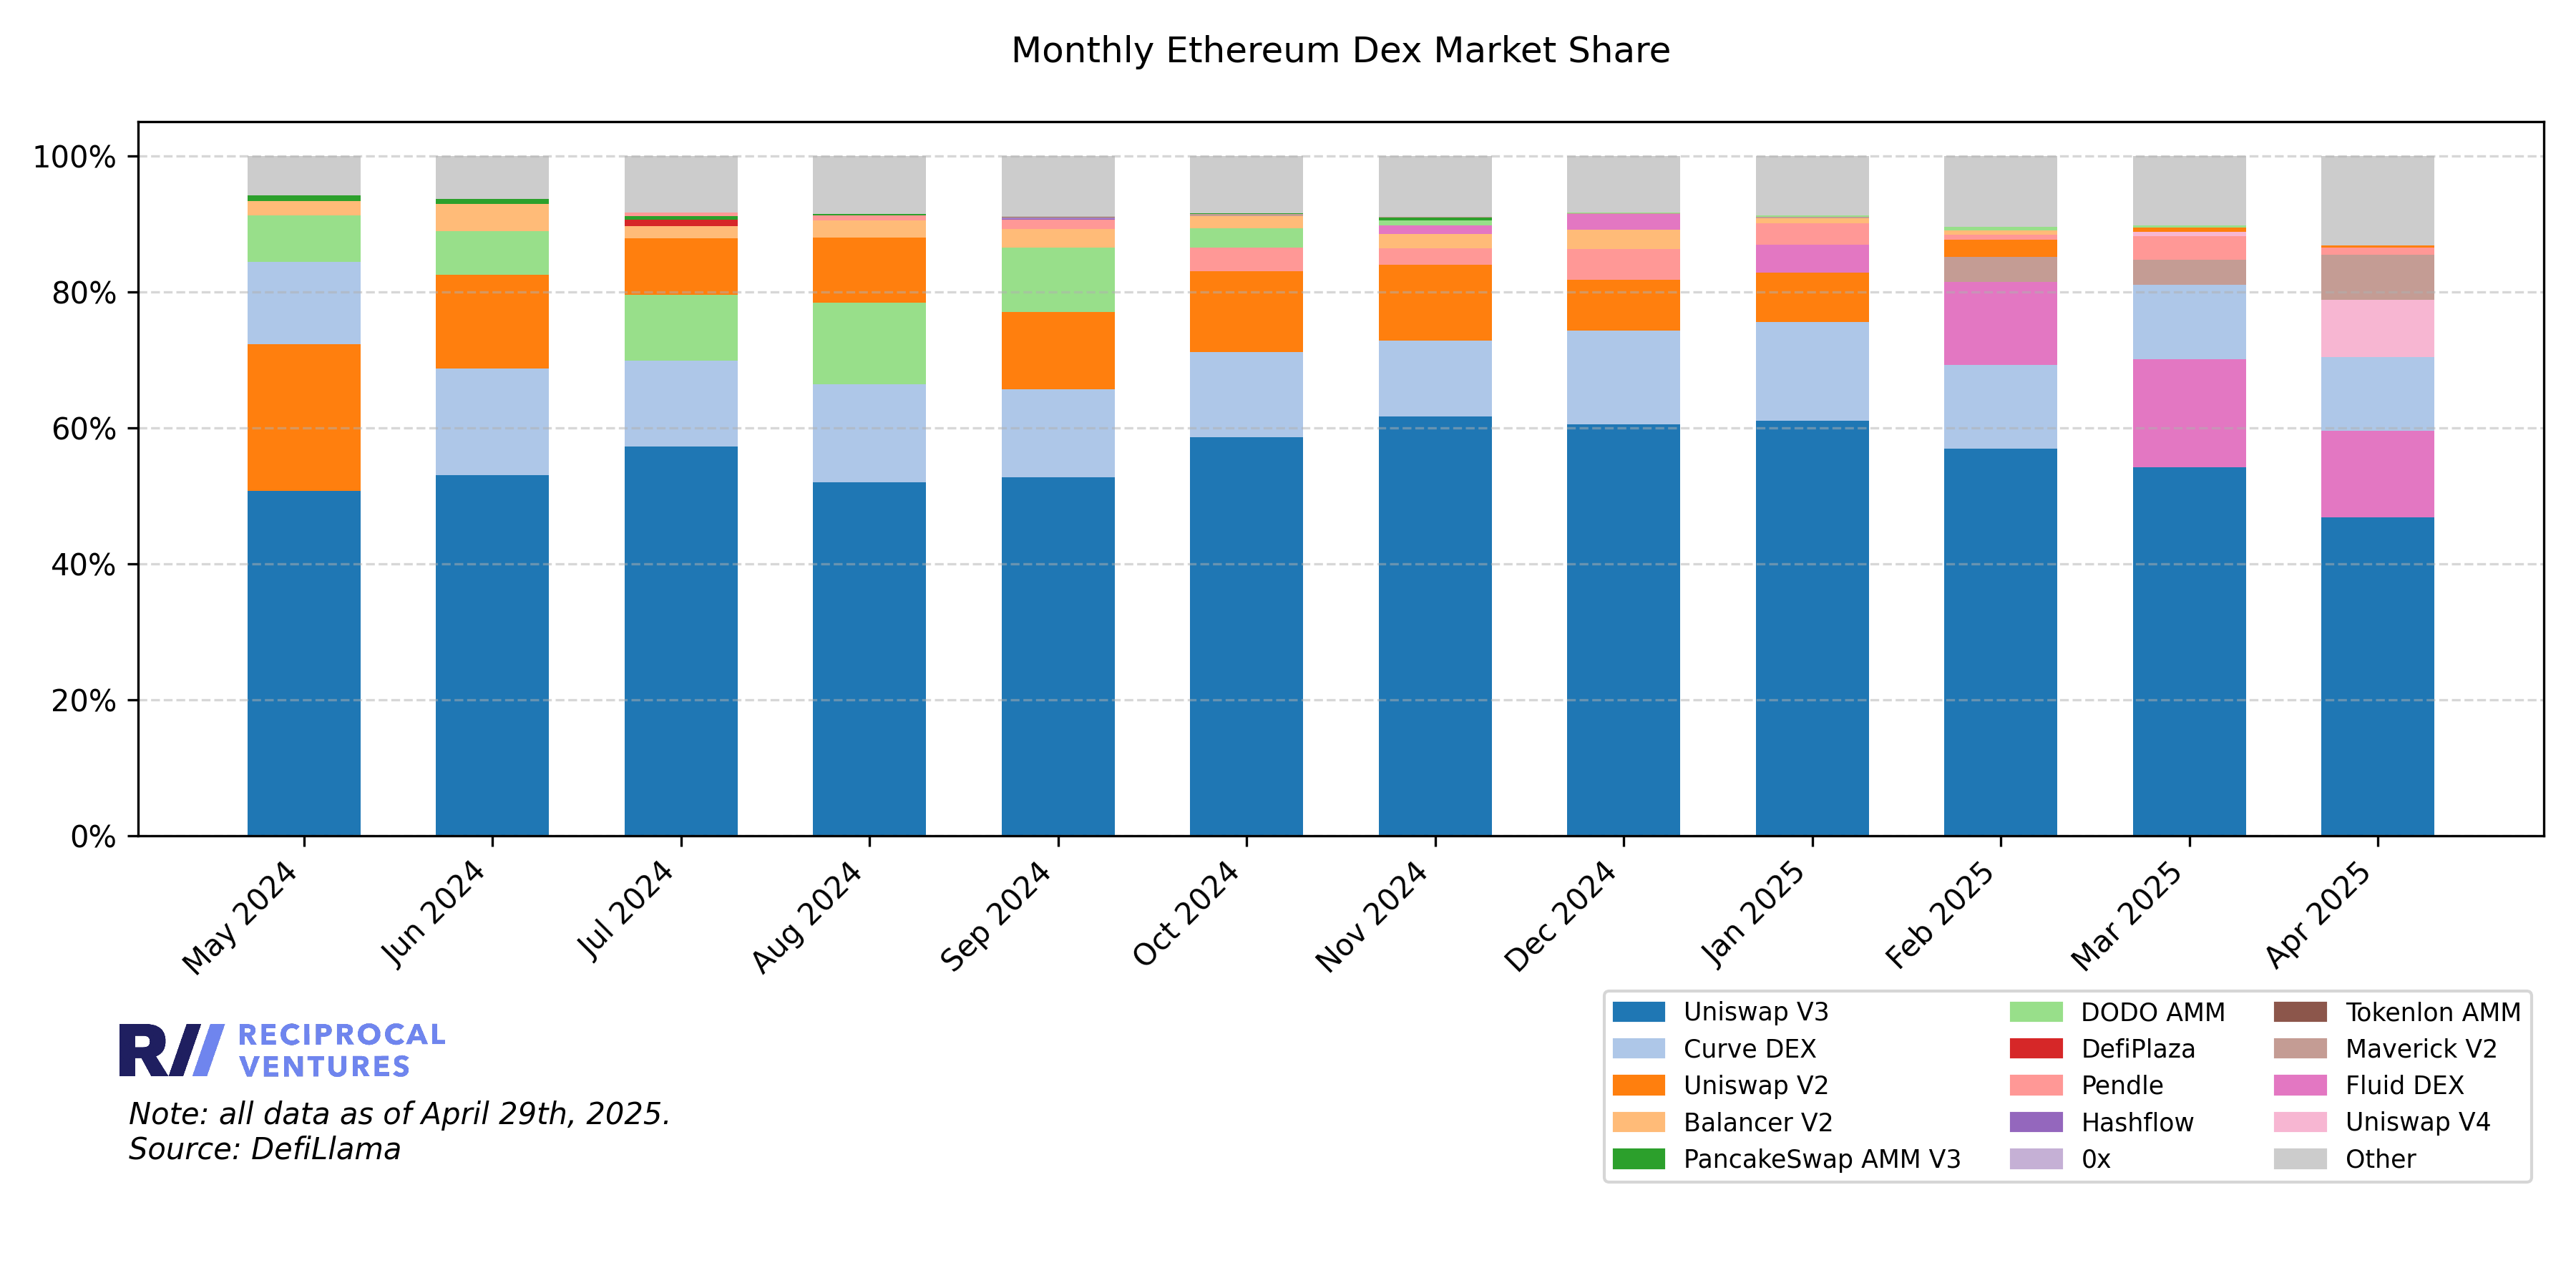 Monthly Ethereum Dex Market Share
100%
80%
60%
40%
20%
0%
May 2024
Jun 2024
Jul 2024
Aug 2024
Sep 2024
Oct 2024
Nov 2024
Dec 2024
Jan 2025
Feb 2025
Mar 2025
Apr 2025
R// RECIPROCAL
VENTURES
Note: all data as of April 29th, 2025.
Source: DefiLlama
Uniswap V3
Curve DEX
Uniswap V2
Balancer V2
PancakeSwap AMM V3
DODO AMM
DefiPlaza
Pendle
Hashflow
0x
Tokenlon AMM
Maverick V2
Fluid DEX
Uniswap V4
Other